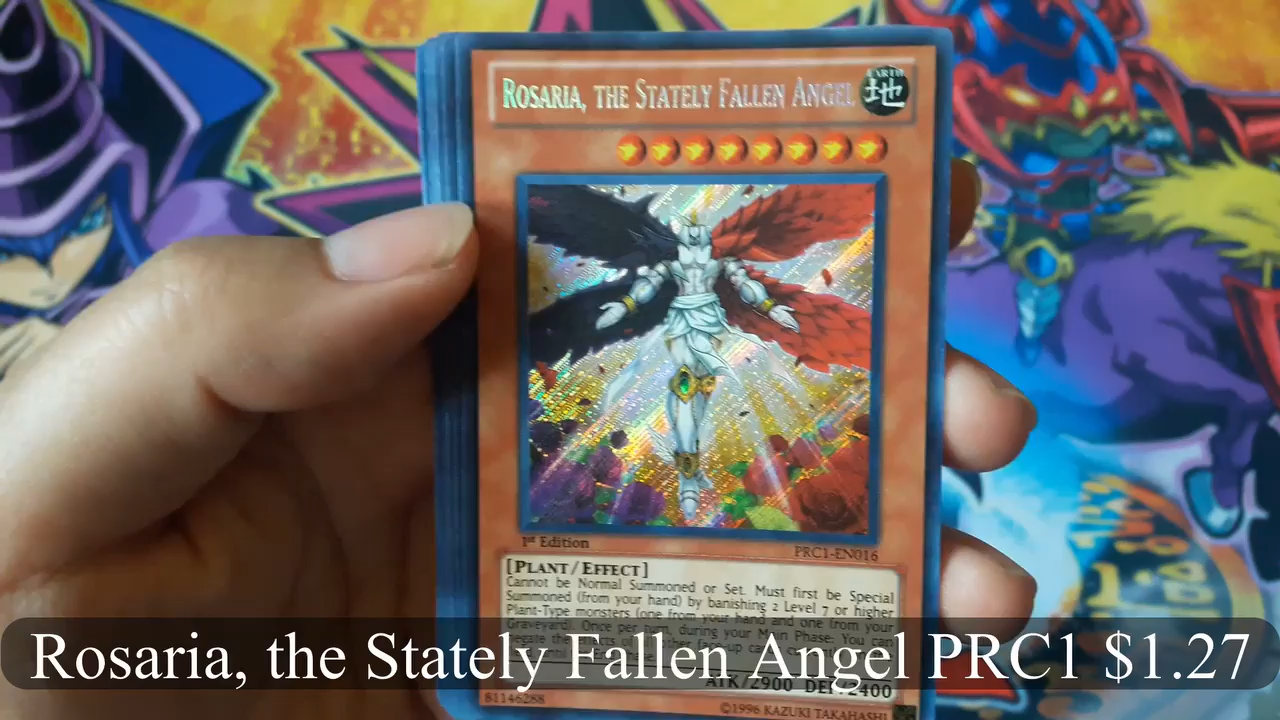 ROSARIA, THE STATELY FALLEN ANGEL
EARTH
地
1st Edition
PRC1-EN016
[PLANT/EFFECT]
Cannot be Normal Summoned or Set. Must first be Special
Summoned (from your hand) by banishing 2 Level 7 or higher
Plant-Type monsters (one from your hand and one from your
Graveyard). Once per turn, during your Main Phase: You can
Rosaria, the Stately Fallen Angel PRC1 $1.27
ATK/2900 DEF/2400
81146288
©1996 KAZUKI TAKAHASHI